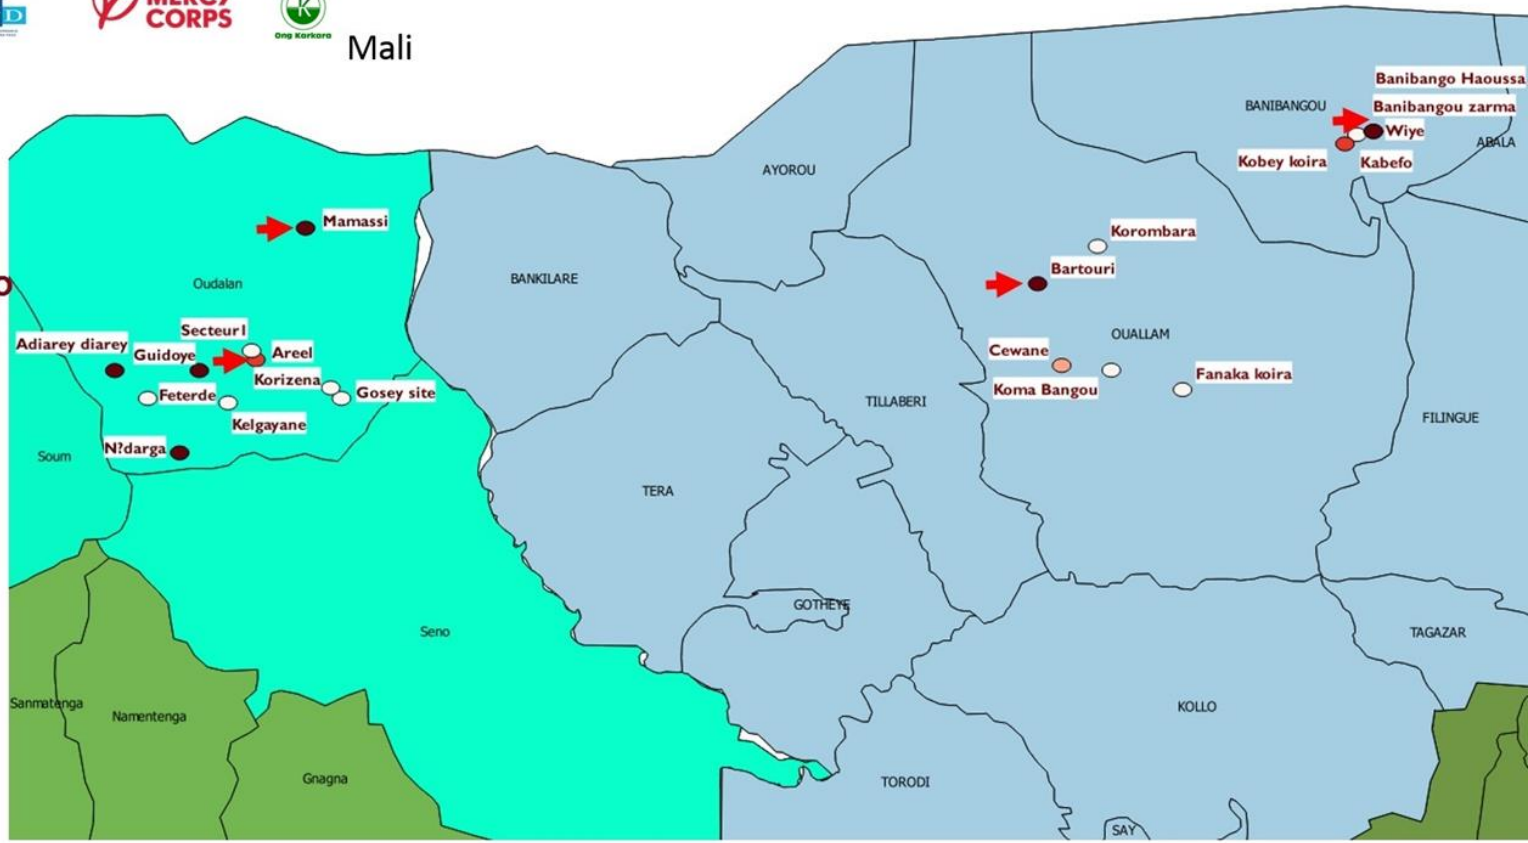 D
MERCY
CORPS
Ong Karkara
Mali
Banibango Haoussa
BANIBANGOU
Banibangou zarma
Wiye
ABALA
Kobey koira
Kabefo
AYOROU
Mamassi
Korombara
Bartouri
Oudalan
BANKILARE
o
Secteur1
OUALLAM
Adiarey diarey
Guidoye
Areel
Cewane
Korizena
Fanaka koira
Koma Bangou
Feterde
Gosey site
TILLABERI
FILINGUE
Kelgayane
N?darga
Soum
TERA
GOTHEYE
Seno
TAGAZAR
Sanmatenga
Namentenga
KOLLO
Gnagna
TORODI
SAY